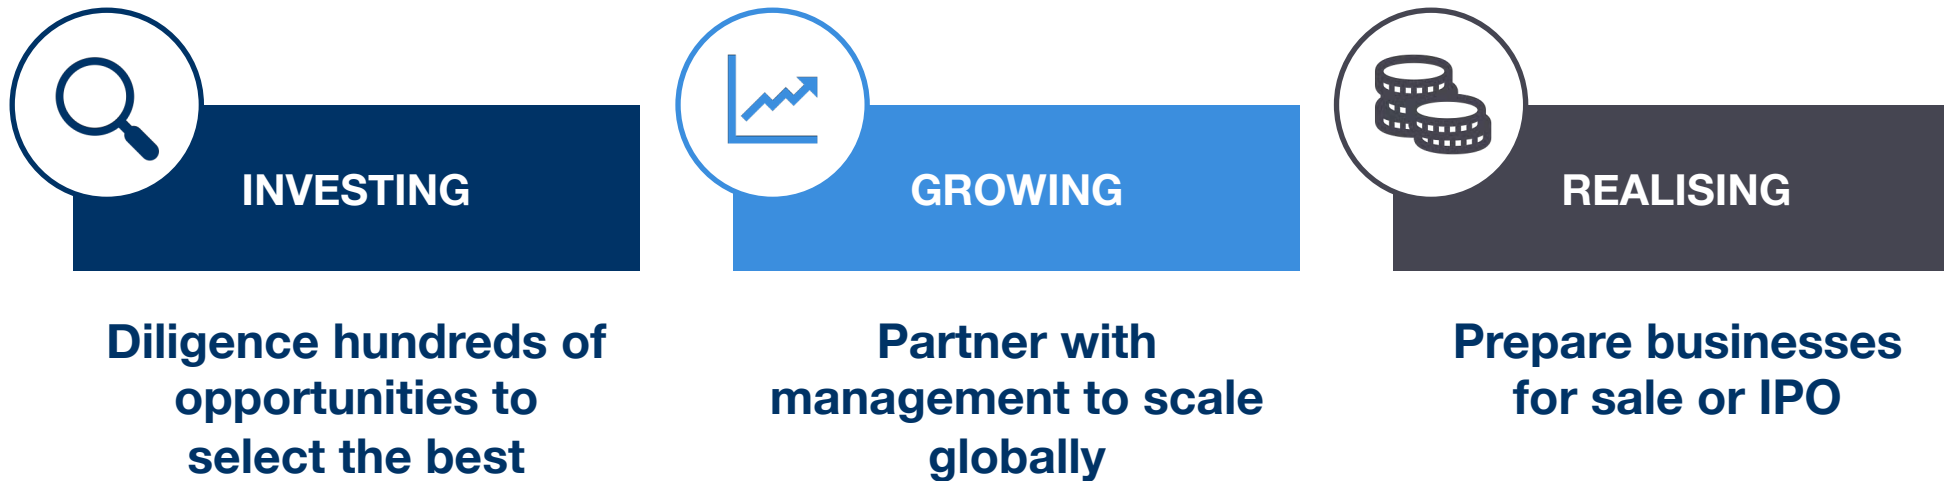 INVESTING
Diligence hundreds of
opportunities to
select the best
GROWING
Partner with
management to scale
globally
REALISING
Prepare businesses
for sale or IPO